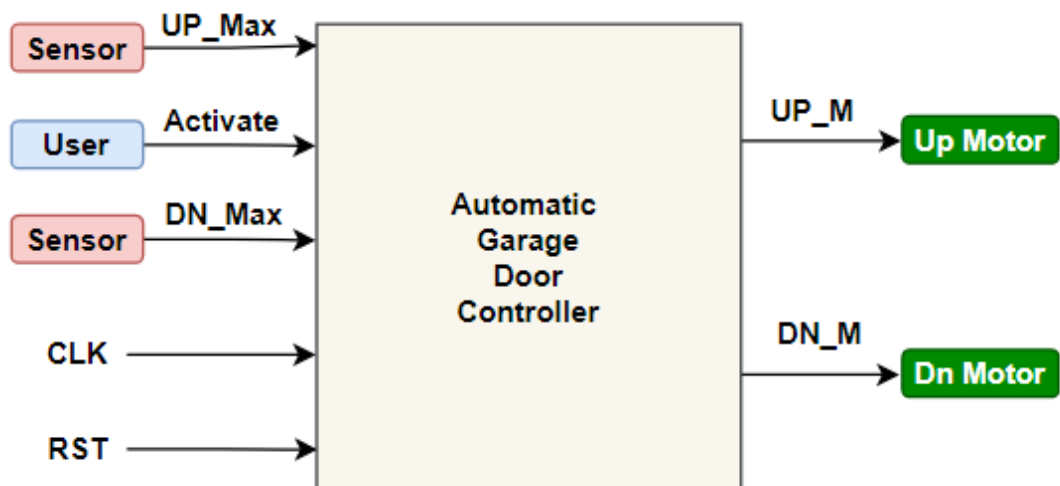 UP_Max
Sensor
Activate
User
DN_Max
Sensor
CLK
RST
Automatic
Garage
Door
Controller
UP_M
Up Motor
DN_M
Dn Motor